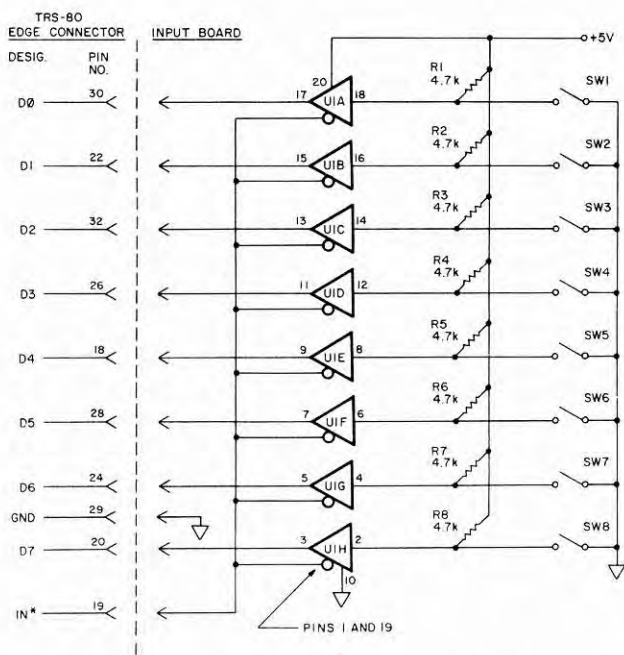 TRS-80
EDGE CONNECTOR INPUT BOARD
DESIG. PIN NO.
+5V
20
R1 4.7k
D0 30 17 U1A 18 SW1
R2 4.7k
D1 22 15 U1B 16 SW2
R3 4.7k
D2 32 13 U1C 14 SW3
R4 4.7k
D3 26 11 U1D 12 SW4
R5 4.7k
D4 18 9 U1E 8 SW5
R6 4.7k
D5 28 7 U1F 6 SW6
R7 4.7k
D6 24 5 U1G 4 SW7
GND 29
R8 4.7k
D7 20 3 U1H 2 SW8
10
IN* 19
PINS 1 AND 19